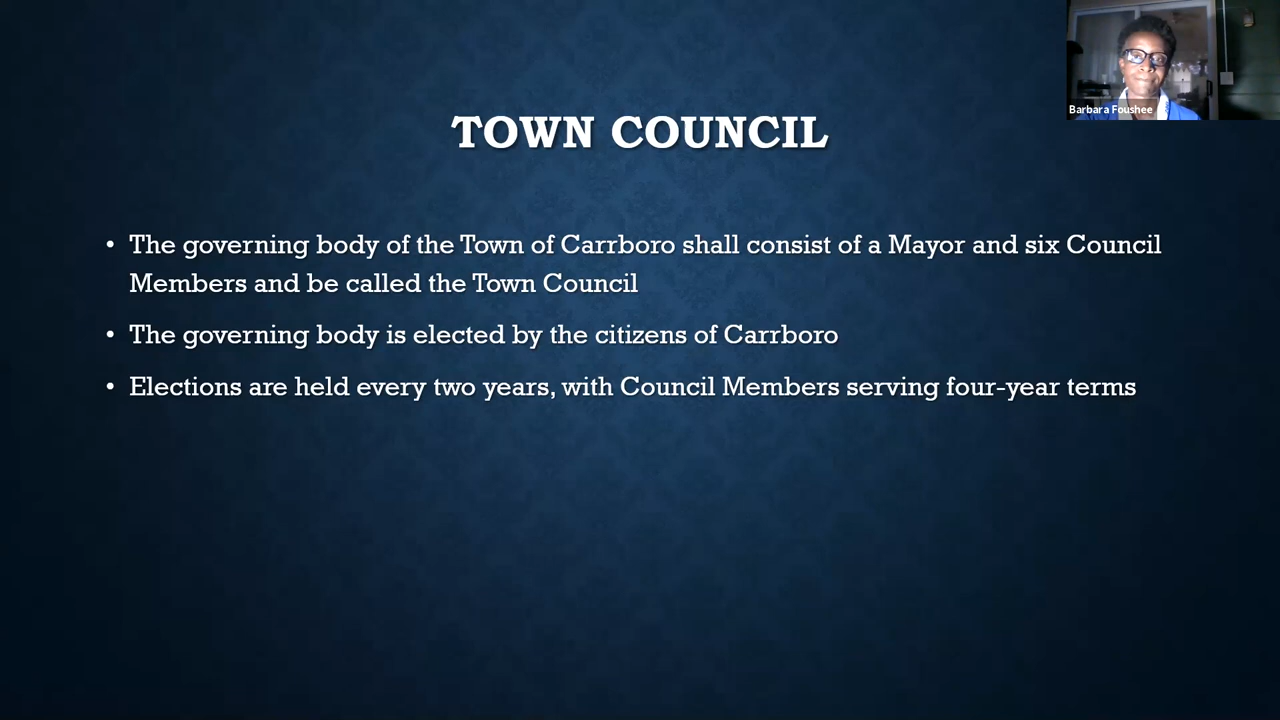 Barbara Foushee
TOWN COUNCIL
• The governing body of the Town of Carrboro shall consist of a Mayor and six Council
Members and be called the Town Council
• The governing body is elected by the citizens of Carrboro
• Elections are held every two years, with Council Members serving four-year terms